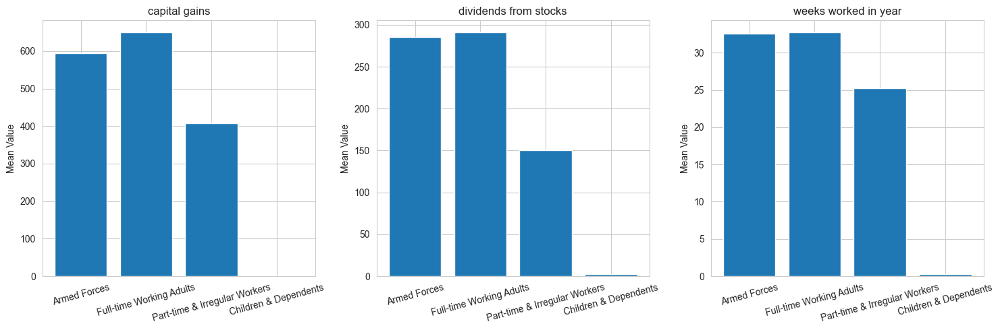 capital gains
Mean Value
600
500
400
300
200
100
0
Armed Forces
Full-time Working Adults
Part-time & Irregular Workers
Children & Dependents
dividends from stocks
Mean Value
300
250
200
150
100
50
0
Armed Forces
Full-time Working Adults
Part-time & Irregular Workers
Children & Dependents
weeks worked in year
Mean Value
30
25
20
15
10
5
0
Armed Forces
Full-time Working Adults
Part-time & Irregular Workers
Children & Dependents